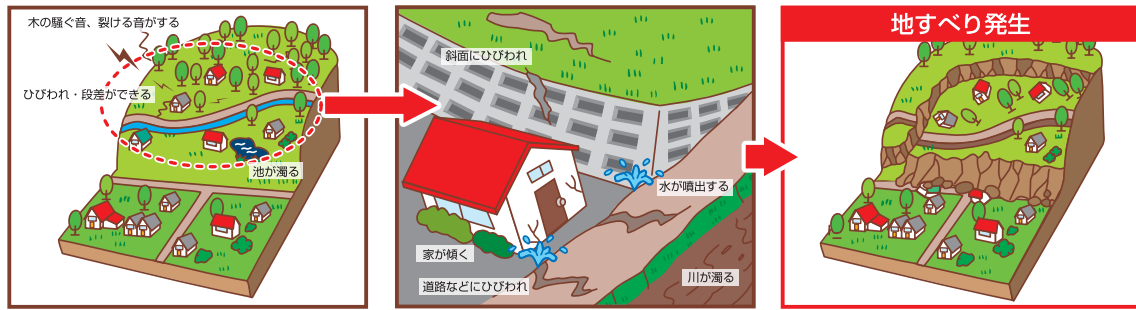 木の騒ぐ音、裂ける音がする
ひびわれ・段差ができる
池が濁る
斜面にひびわれ
水が噴出する
家が傾く
川が濁る
道路などにひびわれ
地すべり発生